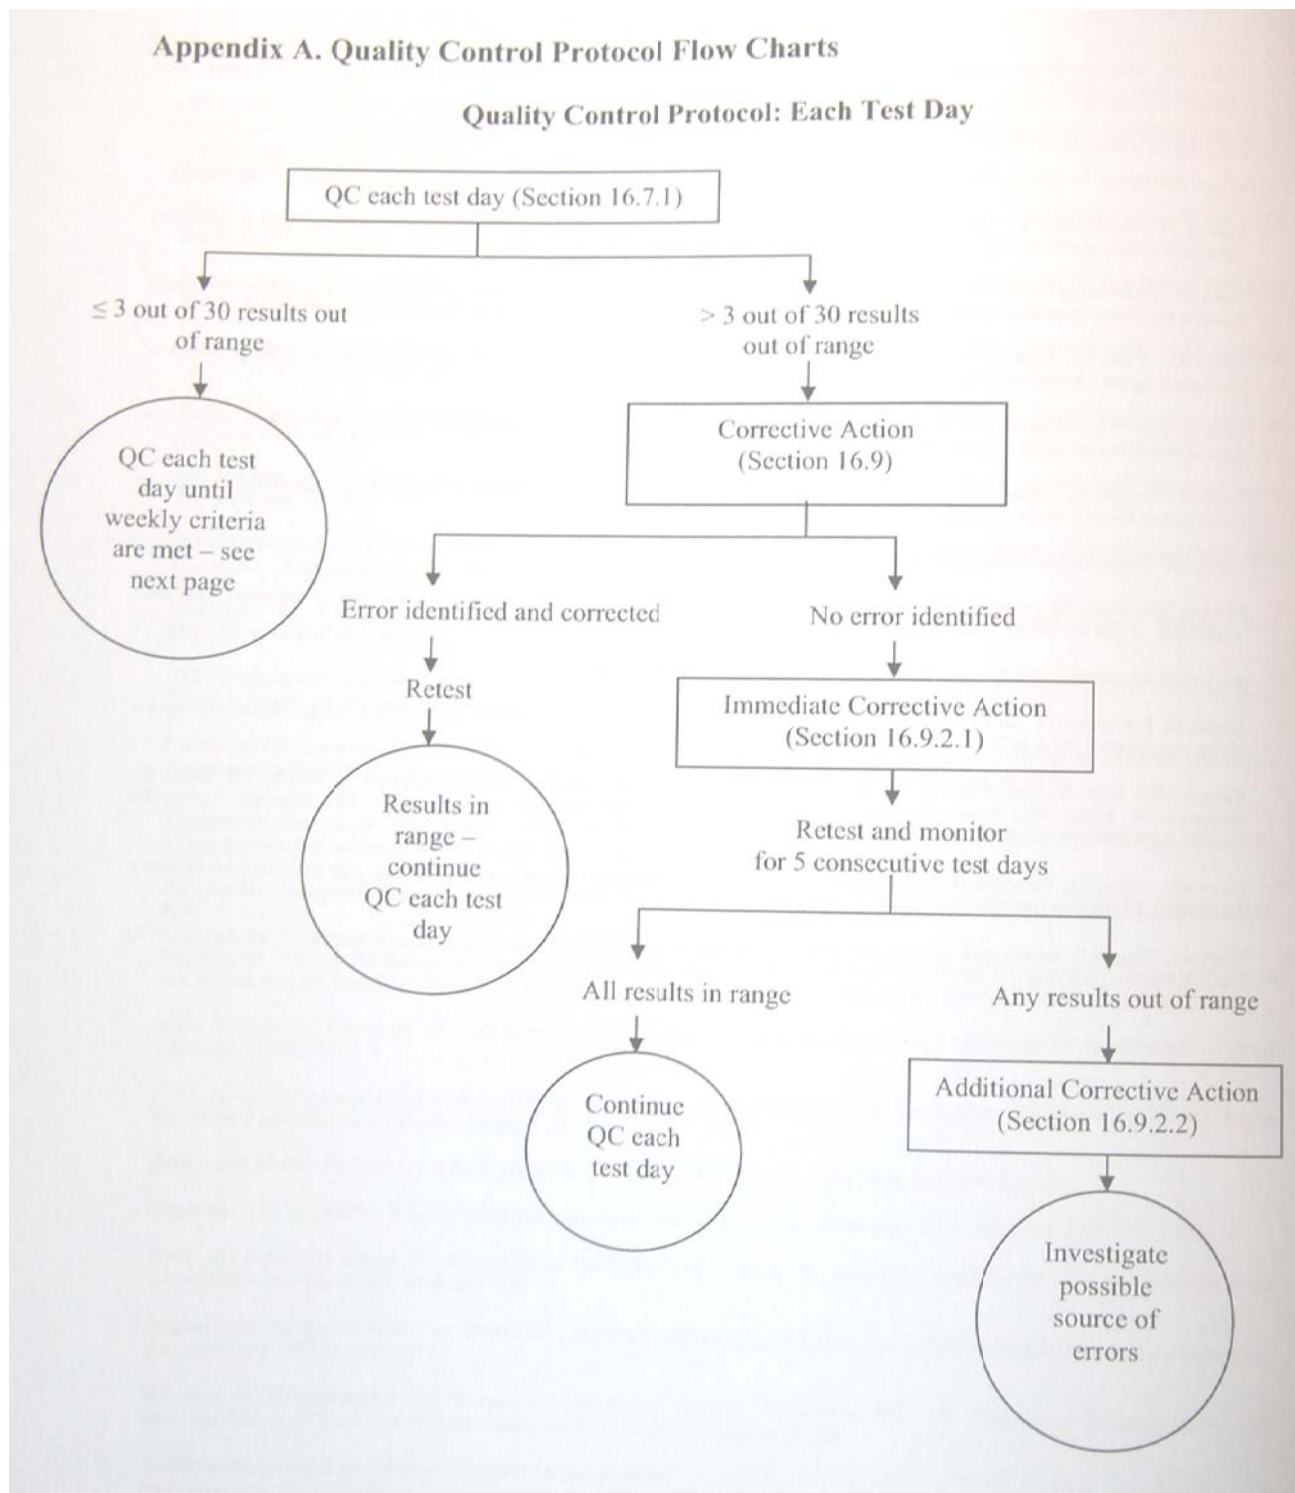 Appendix A. Quality Control Protocol Flow Charts
Quality Control Protocol: Each Test Day
QC each test day (Section 16.7.1)
≤ 3 out of 30 results out
of range
> 3 out of 30 results
out of range
QC each test
day until
weekly criteria
are met – see
next page
Corrective Action
(Section 16.9)
Error identified and corrected
No error identified
Retest
Immediate Corrective Action
(Section 16.9.2.1)
Results in
range –
continue
QC each test
day
Retest and monitor
for 5 consecutive test days
All results in range
Any results out of range
Continue
QC each
test day
Additional Corrective Action
(Section 16.9.2.2)
Investigate
possible
source of
errors